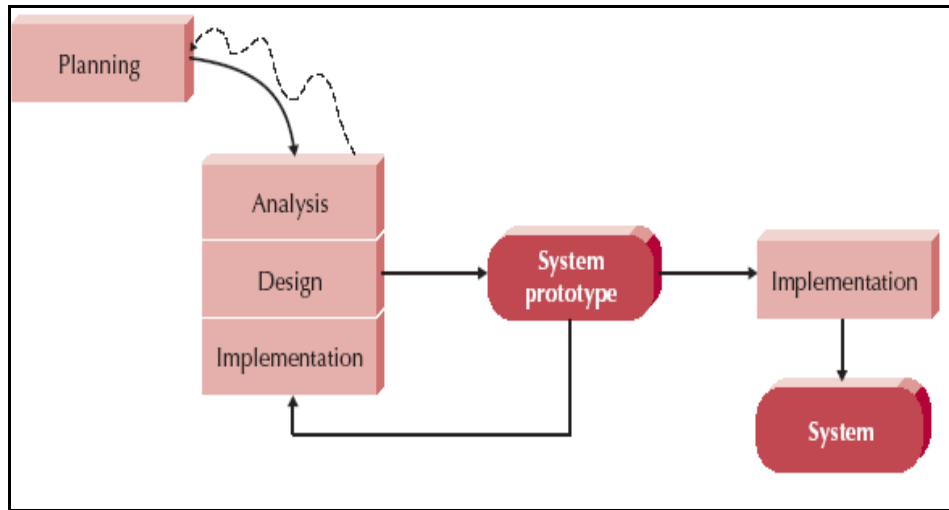 Planning
Analysis
Design
Implementation
System
prototype
Implementation
System